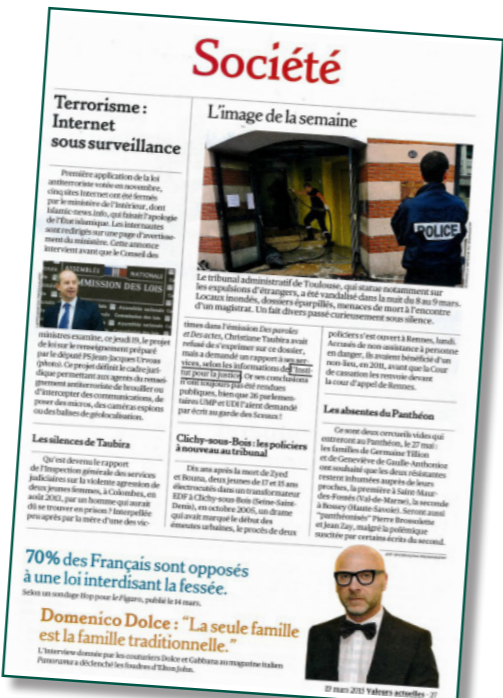 Société
Terrorisme :
Internet
sous surveillance
Première application de la loi
antiterroriste votée en novembre,
cinq sites Internet ont été fermés
par le ministère de l'Intérieur, dont
Islamic-news.info, qui faisait l'apologie
de l'État islamique. Les internautes
sont redirigés sur une page d'avertisse-
ment du ministère. Cette annonce
intervient avant que le Conseil des
ASSEMBLÉE NATIONALE
COMMISSION DES LOIS
ministres examine, ce jeudi 19, le projet
de loi sur le renseignement préparé
par le député PS Jean-Jacques Urvoas
(photo). Ce projet définit le cadre juri-
dique permettant aux agents du rensei-
gnement antiterroriste de brouiller ou
d'intercepter des communications, de
poser des micros, des caméras espions
ou des balises de géolocalisation.
Les silences de Taubira
Qu'est devenu le rapport
de l'Inspection générale des services
judiciaires sur la violente agression de
deux jeunes femmes, à Colombes, en
août 2013, par un homme qui aurait
dû se trouver en prison ? Interpellée
peu après par la mère d'une des vic-
L'image de la semaine
POLICE
Le tribunal administratif de Toulouse, qui statue notamment sur
les expulsions d'étrangers, a été vandalisé dans la nuit du 8 au 9 mars.
Locaux inondés, dossiers éparpillés, menaces de mort à l'encontre
d'un magistrat. Un fait divers passé curieusement sous silence.
times dans l'émission Des paroles
et Des actes, Christiane Taubira avait
refusé de s'exprimer sur ce dossier,
mais a demandé un rapport à ses ser-
vices, selon les informations de l'Insti-
tut pour la justice. Or ses conclusions
n'ont toujours pas été rendues
publiques, bien que 26 parlemen-
taires UMP et UDI l'aient demandé
par écrit au garde des Sceaux !
Clichy-sous-Bois : les policiers
à nouveau au tribunal
Dix ans après la mort de Zyed
et Bouna, deux jeunes de 17 et 15 ans
électrocutés dans un transformateur
EDF à Clichy-sous-Bois (Seine-Saint-
Denis), en octobre 2005, un drame
qui avait marqué le début des
émeutes urbaines, le procès de deux
policiers s'est ouvert à Rennes, lundi.
Accusés de non-assistance à personne
en danger, ils avaient bénéficié d'un
non-lieu, en 2011, avant que la Cour
de cassation les renvoie devant
la cour d'appel de Rennes.
Les absentes du Panthéon
Ce sont deux cercueils vides qui
entreront au Panthéon, le 27 mai :
les familles de Germaine Tillion
et de Geneviève de Gaulle-Anthonioz
ont souhaité que les deux résistantes
restent inhumées auprès de leurs
proches, la première à Saint-Maur-
des-Fossés (Val-de-Marne), la seconde
à Bossey (Haute-Savoie). Seront aussi
"panthéonisés" Pierre Brossolette
et Jean Zay, malgré la polémique
suscitée par certains écrits du second.
70% des Français sont opposés
à une loi interdisant la fessée.
Selon un sondage Ifop pour le Figaro, publié le 14 mars.
Domenico Dolce : "La seule famille
est la famille traditionnelle."
L'interview donnée par les couturiers Dolce et Gabbana au magazine italien
Panorama a déclenché les foudres d'Elton John.
19 mars 2015 Valeurs actuelles - 27